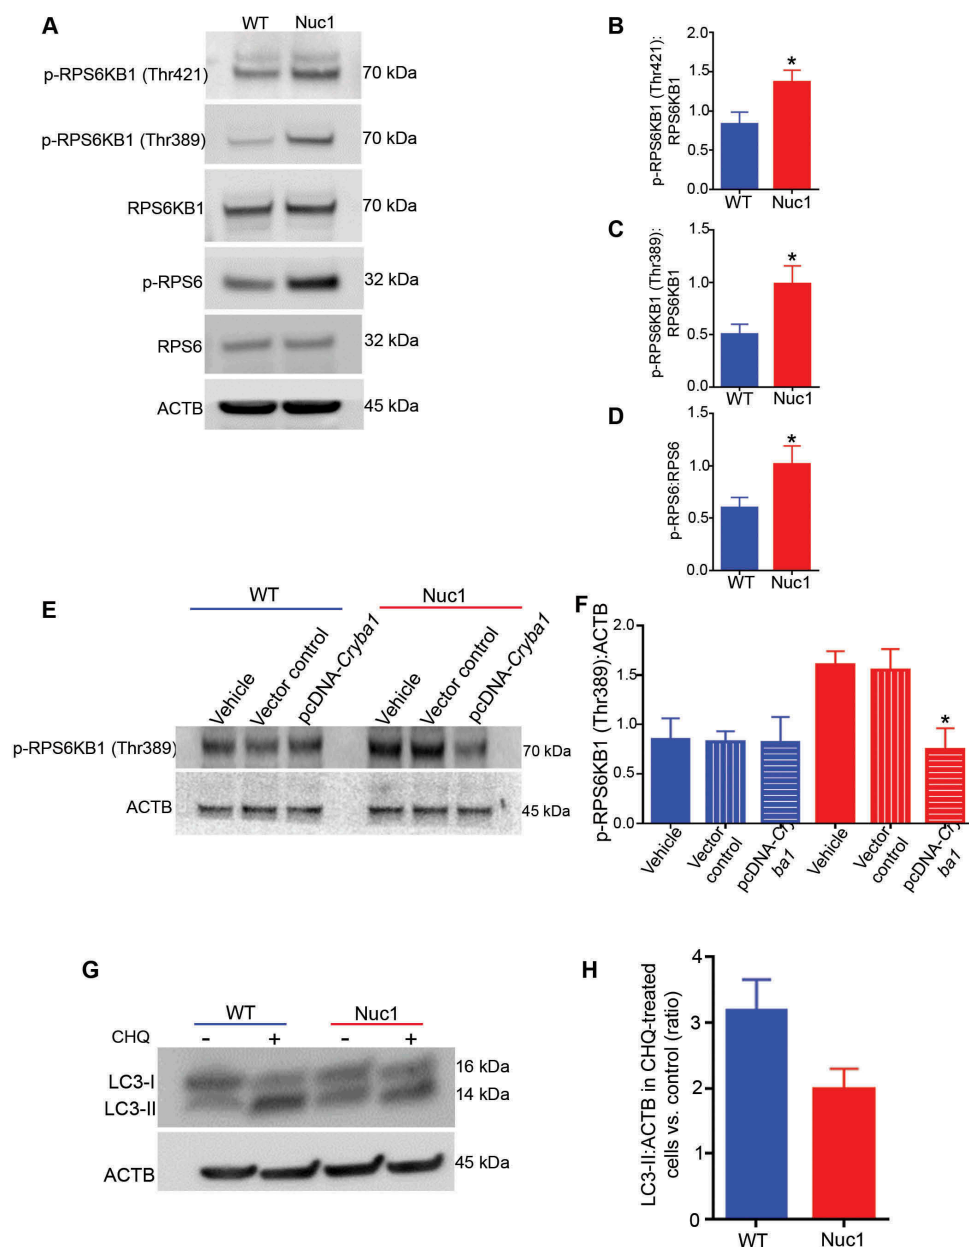 A
WT Nuc1
p-RPS6KB1 (Thr421) 70 kDa
p-RPS6KB1 (Thr389) 70 kDa
RPS6KB1 70 kDa
p-RPS6 32 kDa
RPS6 32 kDa
ACTB 45 kDa
B
p-RPS6KB1 (Thr421):
RPS6KB1
2.0
1.5
1.0
0.5
0.0
*
WT Nuc1
C
p-RPS6KB1 (Thr389):
RPS6KB1
1.5
1.0
0.5
0.0
*
WT Nuc1
D
p-RPS6:RPS6
1.5
1.0
0.5
0.0
*
WT Nuc1
E
WT Nuc1
Vehicle
Vector control
pcDNA-Cryba1
Vehicle
Vector control
pcDNA-Cryba1
p-RPS6KB1 (Thr389) 70 kDa
ACTB 45 kDa
F
p-RPS6KB1 (Thr389):ACTB
2.0
1.5
1.0
0.5
0.0
*
Vehicle
Vector
control
pcDNA-Cry
ba1
Vehicle
Vector
control
pcDNA-Cry
ba1
G
WT Nuc1
CHQ - + - +
LC3-I 16 kDa
LC3-II 14 kDa
ACTB 45 kDa
H
LC3-II:ACTB in CHQ-treated
cells vs. control (ratio)
4
3
2
1
0
WT Nuc1